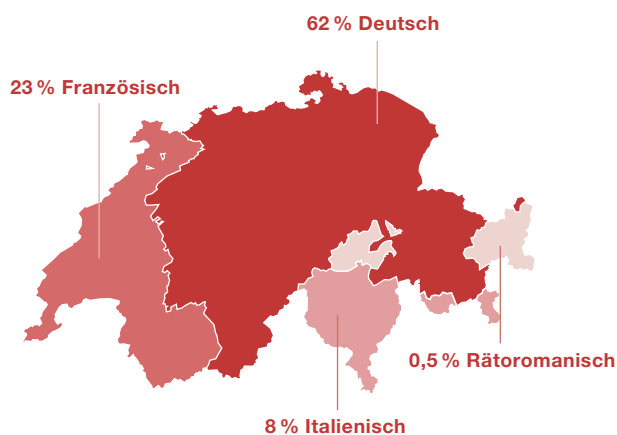 62 % Deutsch
23 % Französisch
0,5 % Rätoromanisch
8 % Italienisch